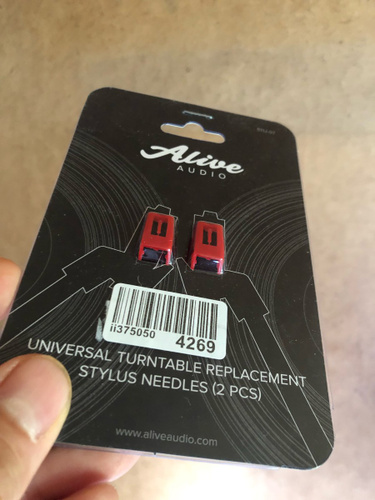 Alive
AUDIO
ii375050
4269
UNIVERSAL TURNTABLE REPLACEMENT
STYLUS NEEDLES (2 PCS)
www.aliveaudio.com